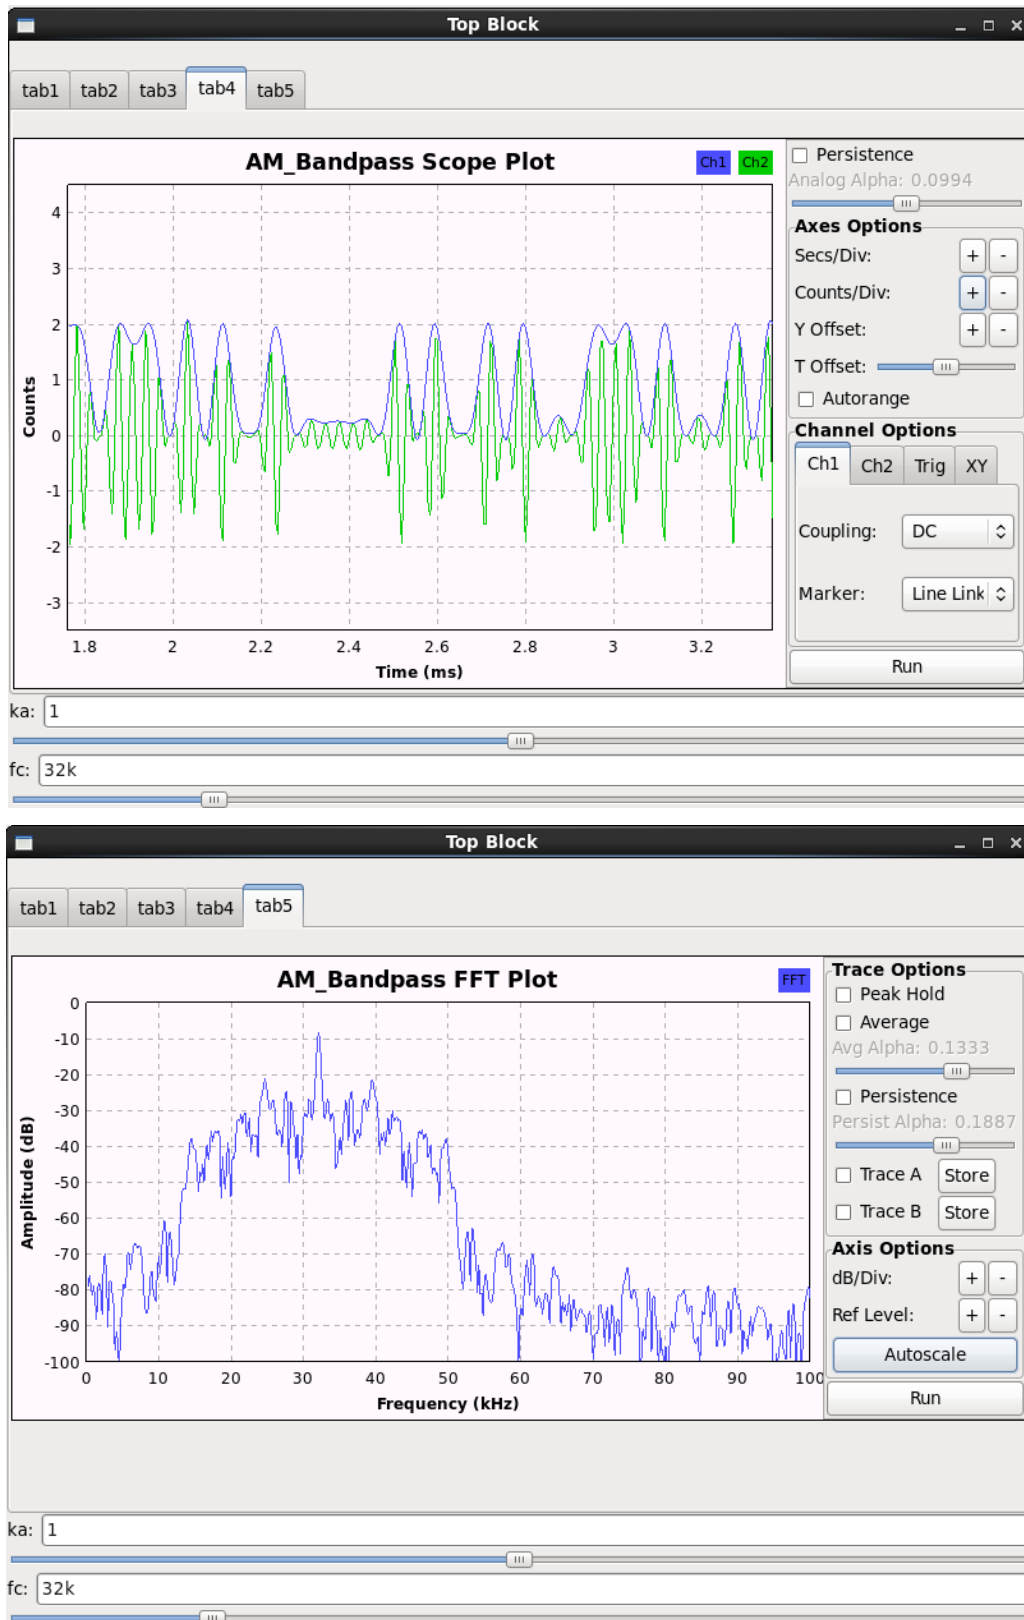 Top Block
tab1 tab2 tab3 tab4 tab5
AM_Bandpass Scope Plot Ch1 Ch2
Persistence
Analog Alpha: 0.0994
Axes Options
Secs/Div: + -
Counts/Div: + -
Y Offset: + -
T Offset:
Autorange
Channel Options
Ch1 Ch2 Trig XY
Coupling: DC
Marker: Line Link
Run
Counts
4
3
2
1
0
-1
-2
-3
1.8 2 2.2 2.4 2.6 2.8 3 3.2
Time (ms)
ka: 1
fc: 32k
Top Block
tab1 tab2 tab3 tab4 tab5
AM_Bandpass FFT Plot FFT
Trace Options
Peak Hold
Average
Avg Alpha: 0.1333
Persistence
Persist Alpha: 0.1887
Trace A Store
Trace B Store
Axis Options
dB/Div: + -
Ref Level: + -
Autoscale
Run
Amplitude (dB)
0
-10
-20
-30
-40
-50
-60
-70
-80
-90
-100
0 10 20 30 40 50 60 70 80 90 100
Frequency (kHz)
ka: 1
fc: 32k